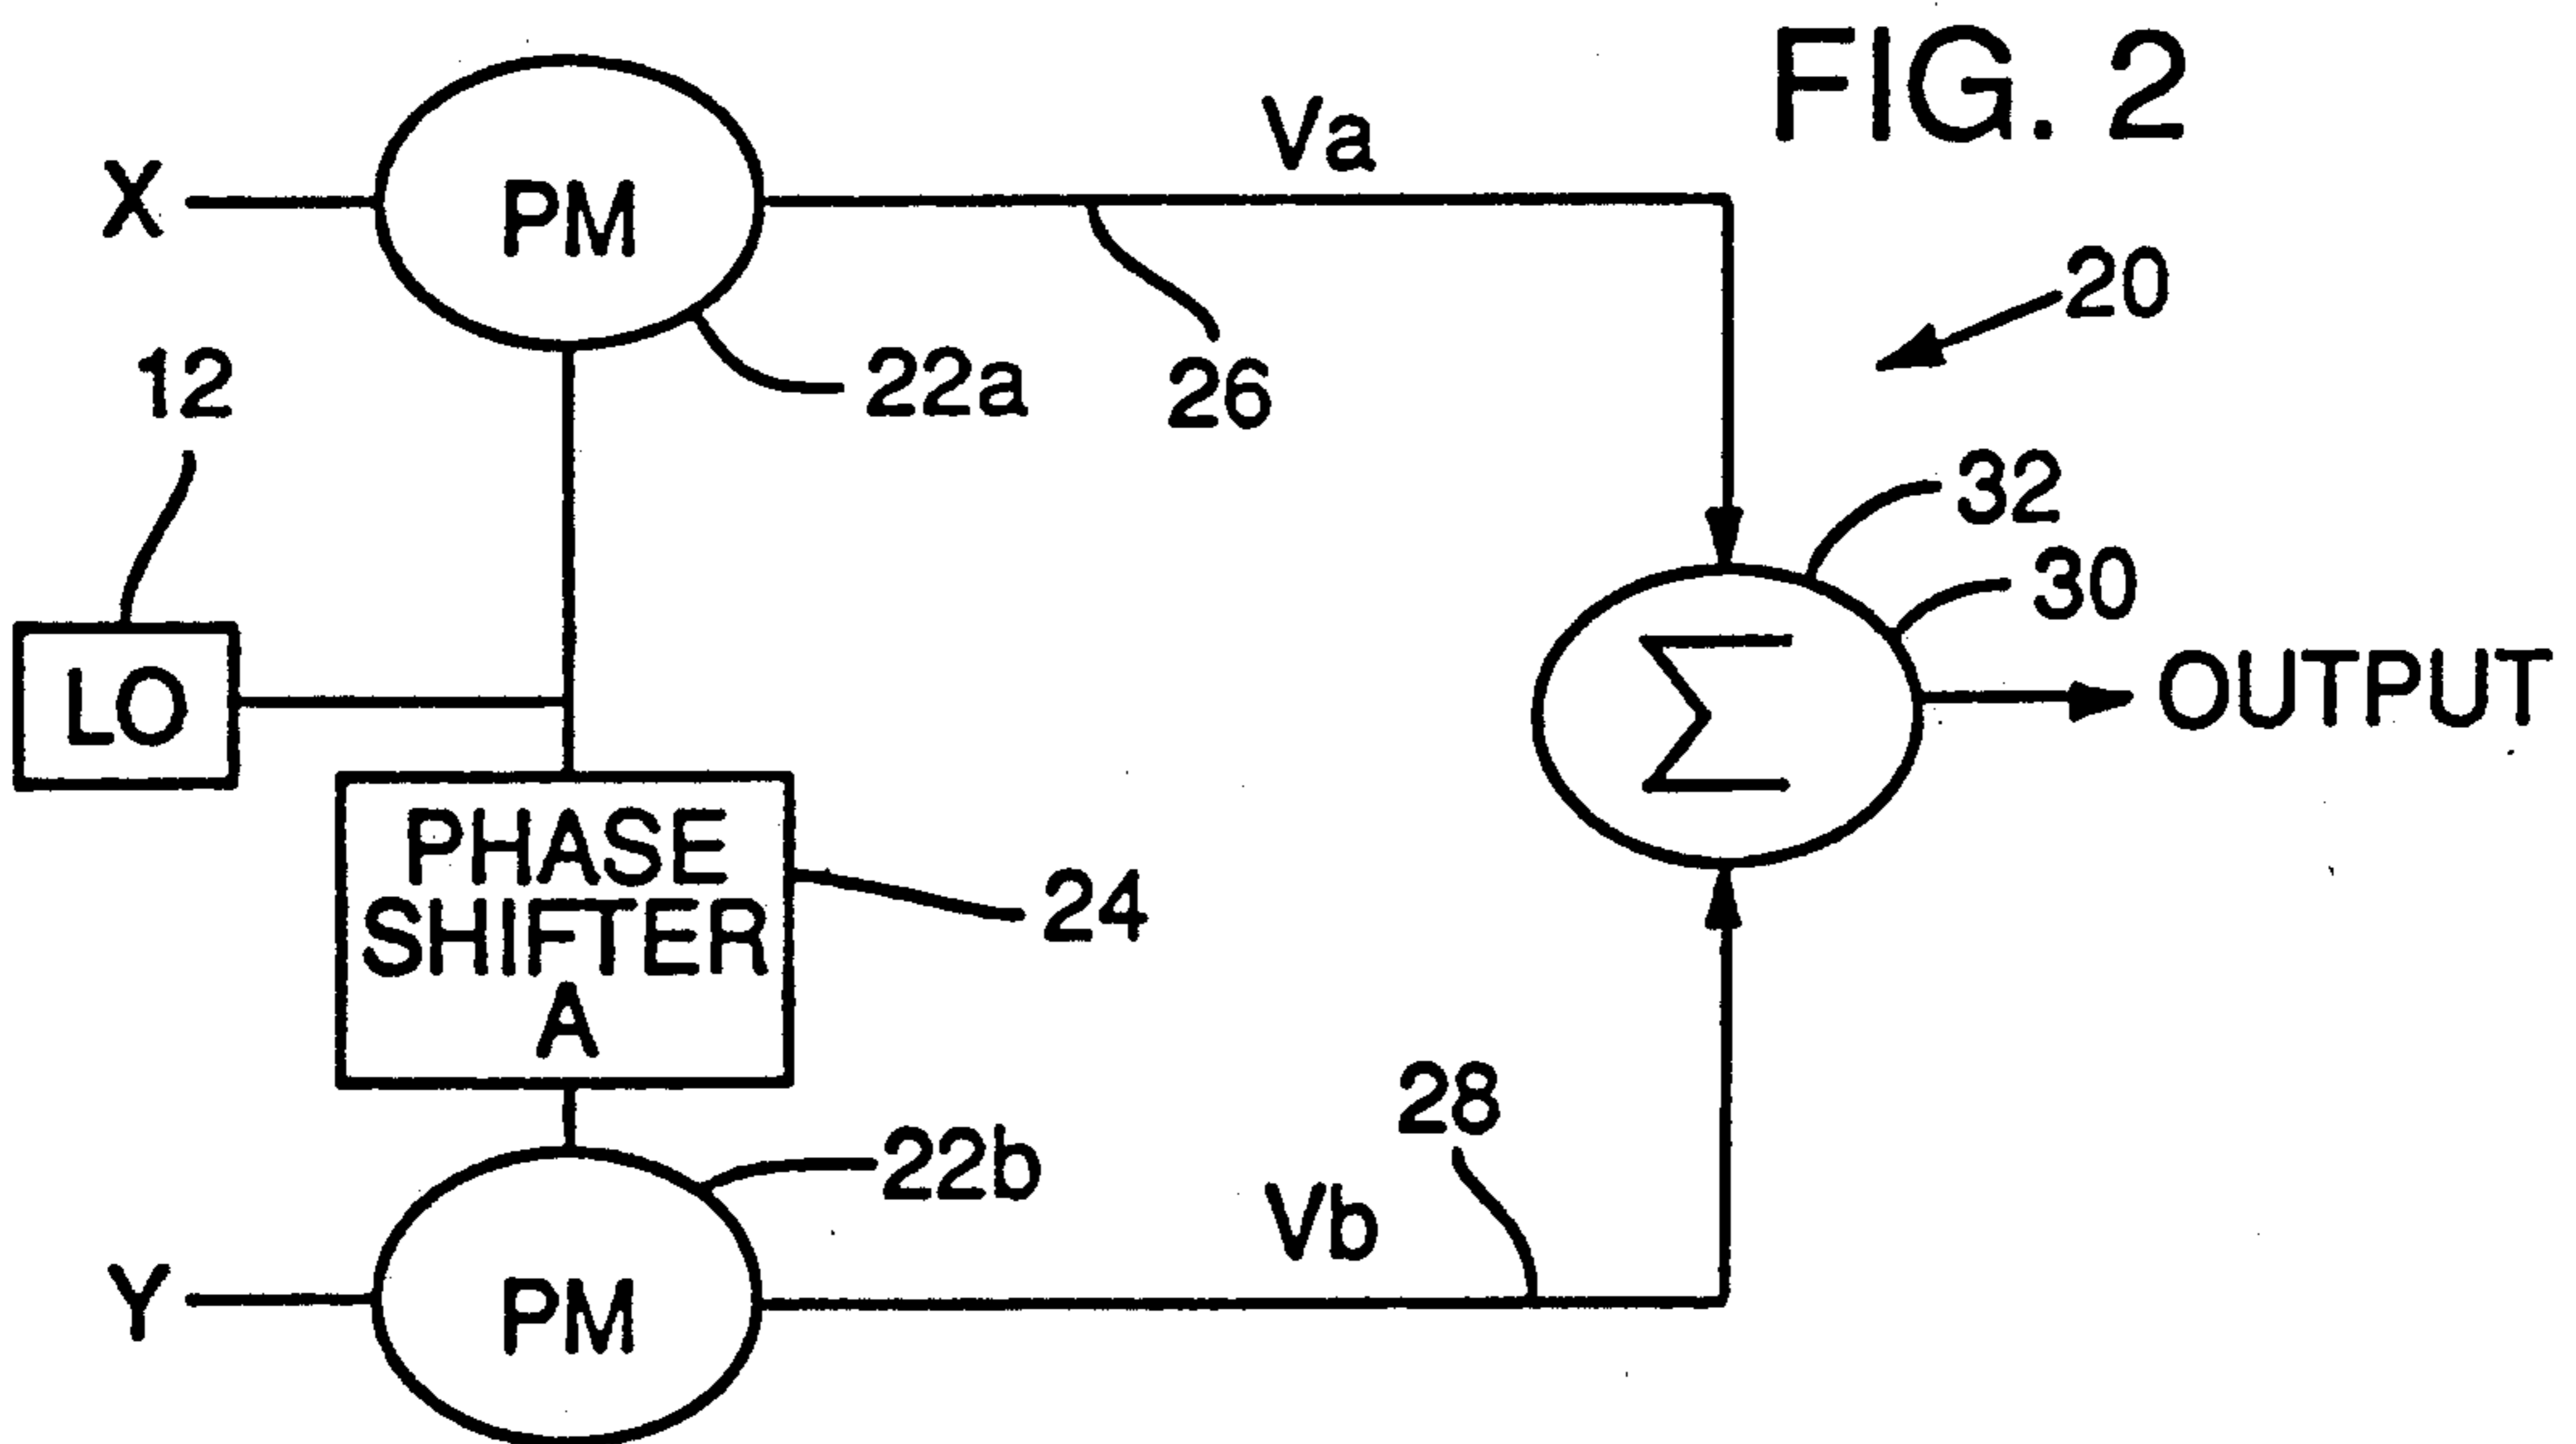 FIG. 2
X
PM
Va
20
12
22a
26
32
30
LO
Σ
OUTPUT
PHASE
SHIFTER
A
24
22b
28
Vb
Y
PM